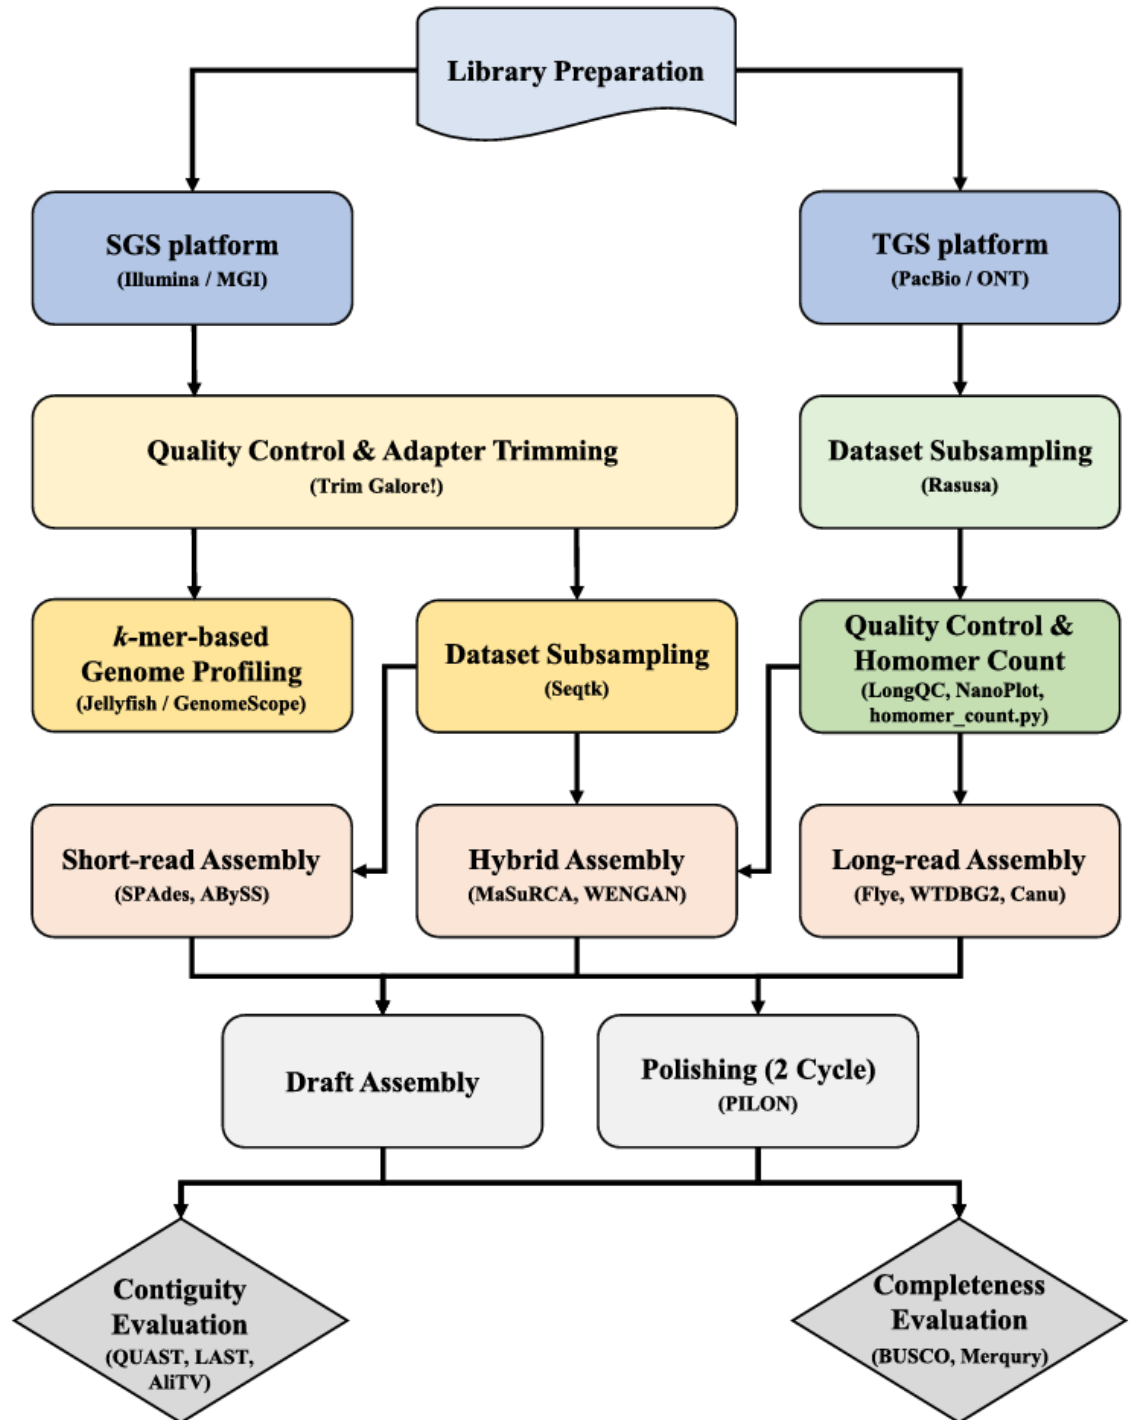 Library Preparation
SGS platform
(Illumina / MGI)
TGS platform
(PacBio / ONT)
Quality Control & Adapter Trimming
(Trim Galore!)
Dataset Subsampling
(Rasusa)
k-mer-based
Genome Profiling
(Jellyfish / GenomeScope)
Dataset Subsampling
(Seqtk)
Quality Control &
Homomer Count
(LongQC, NanoPlot,
homomer_count.py)
Short-read Assembly
(SPAdes, ABySS)
Hybrid Assembly
(MaSuRCA, WENGAN)
Long-read Assembly
(Flye, WTDBG2, Canu)
Draft Assembly
Polishing (2 Cycle)
(PILON)
Contiguity
Evaluation
(QUAST, LAST,
AliTV)
Completeness
Evaluation
(BUSCO, Merqury)